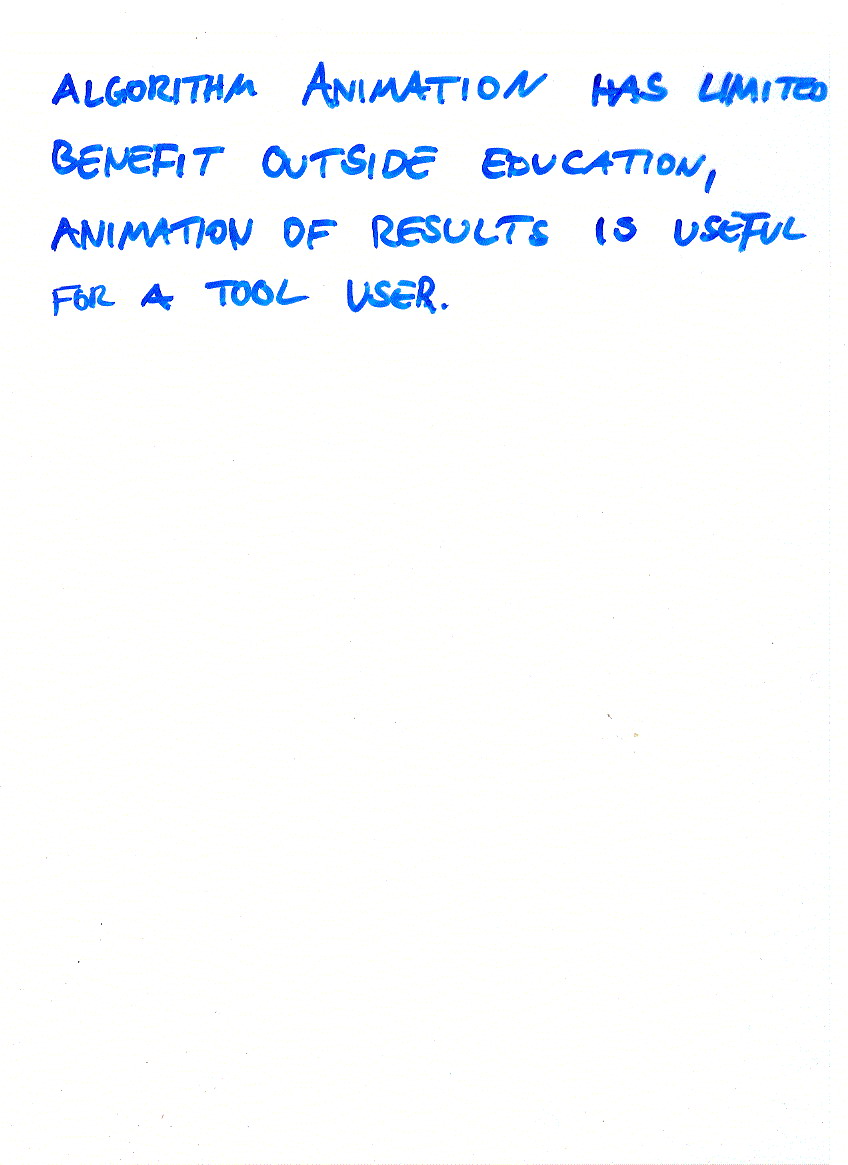 ALGORITHM ANIMATION HAS LIMITED
BENEFIT OUTSIDE EDUCATION,
ANIMATION OF RESULTS IS USEFUL
FOR A TOOL USER.